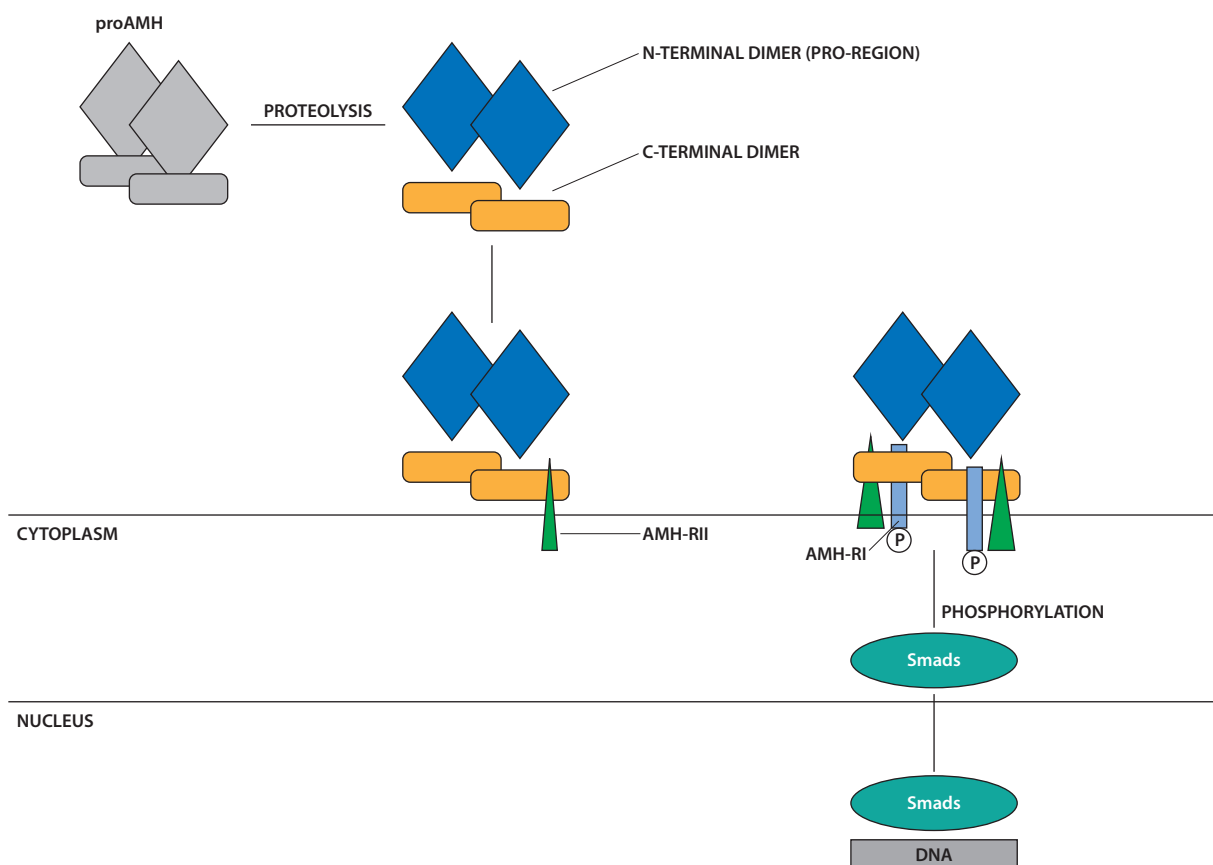 proAMH
N-TERMINAL DIMER (PRO-REGION)
PROTEOLYSIS
C-TERMINAL DIMER
CYTOPLASM
AMH-RII
AMH-RI
P
P
PHOSPHORYLATION
Smads
NUCLEUS
Smads
DNA